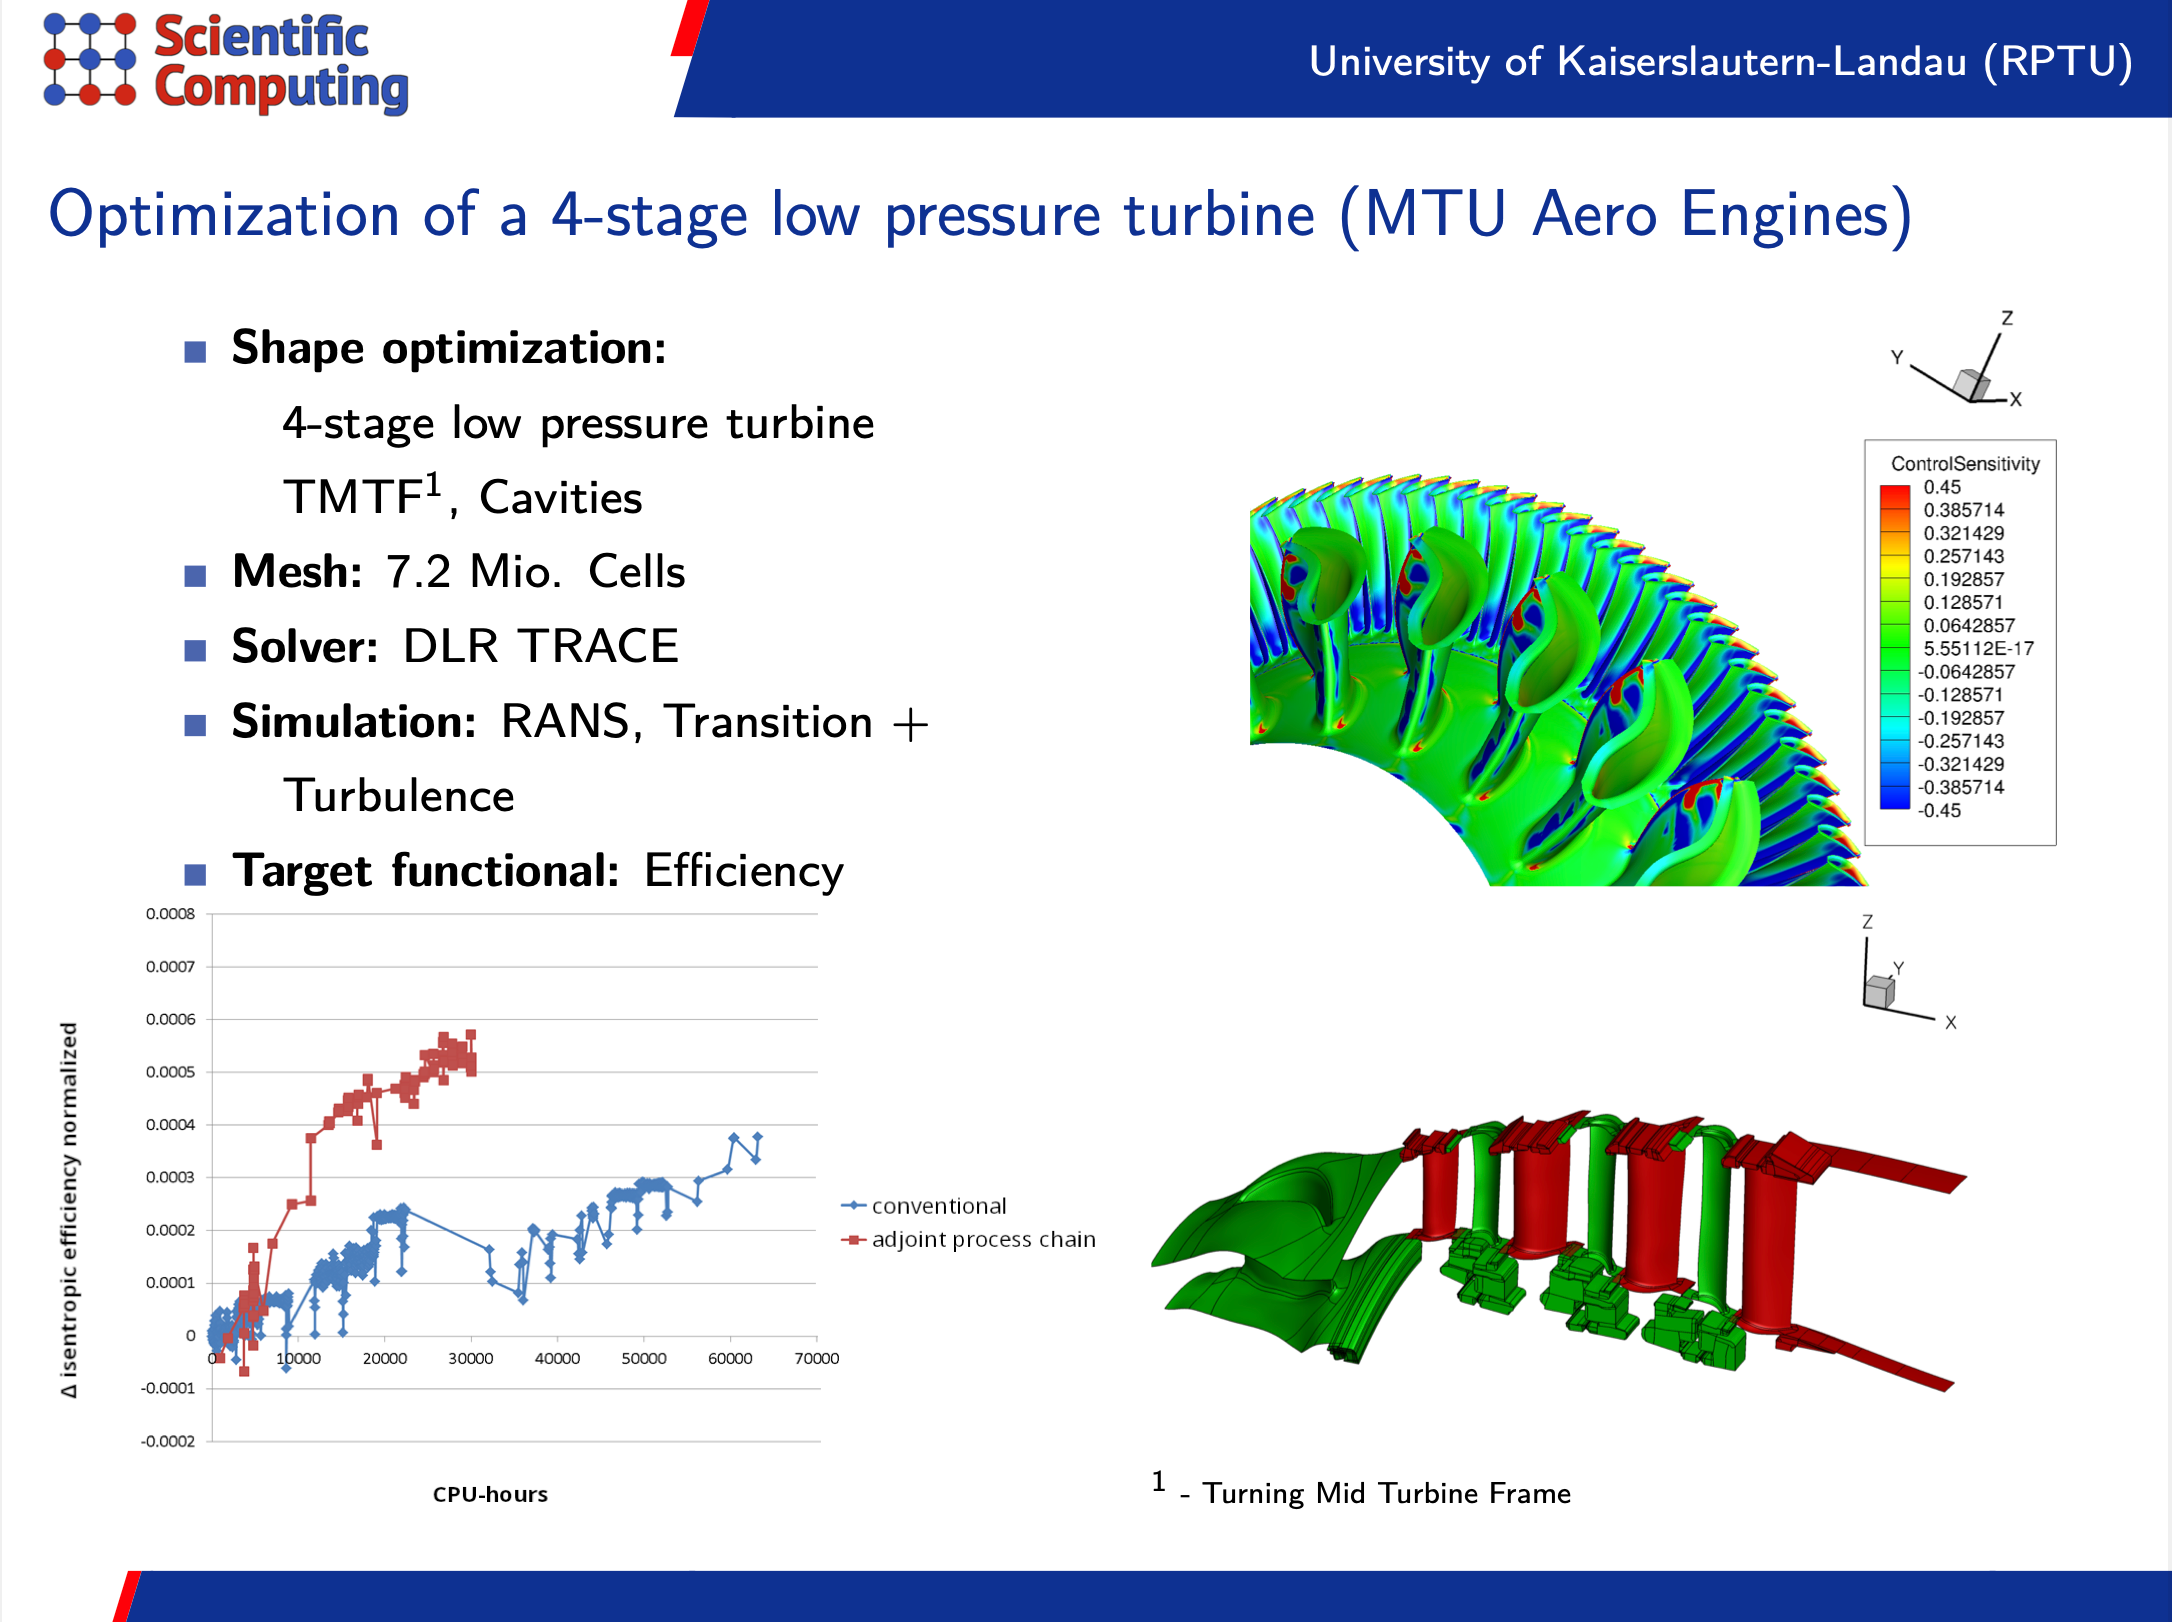 Scientific
Computing
University of Kaiserslautern-Landau (RPTU)
Optimization of a 4-stage low pressure turbine (MTU Aero Engines)
Shape optimization:
4-stage low pressure turbine
TMTF1, Cavities
Mesh: 7.2 Mio. Cells
Solver: DLR TRACE
Simulation: RANS, Transition +
Turbulence
Target functional: Efficiency
Z
Y
X
ControlSensitivity
0.45
0.385714
0.321429
0.257143
0.192857
0.128571
0.0642857
5.55112E-17
-0.0642857
-0.128571
-0.192857
-0.257143
-0.321429
-0.385714
-0.45
0.0008
0.0007
0.0006
0.0005
0.0004
0.0003
0.0002
0.0001
0
-0.0001
-0.0002
Δ isentropic efficiency normalized
0 10000 20000 30000 40000 50000 60000 70000
CPU-hours
conventional
adjoint process chain
Z
Y
X
1 - Turning Mid Turbine Frame